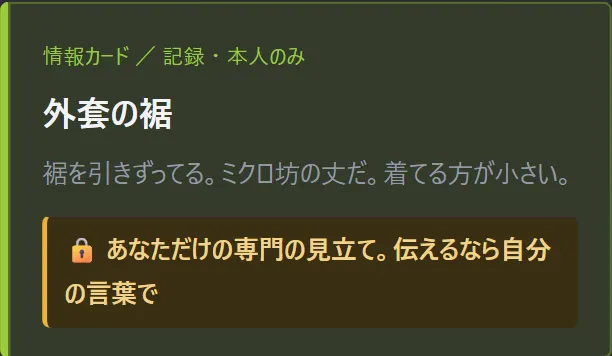 情報カード ／ 記録・本人のみ
外套の裾
裾を引きずってる。ミクロ坊の丈だ。着てる方が小さい。
🔒 あなただけの専門の見立て。伝えるなら自分
の言葉で